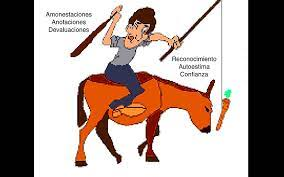 Amonestaciones
Anotaciones
Devaluaciones
Reconocimiento
Autoestima
Confianza